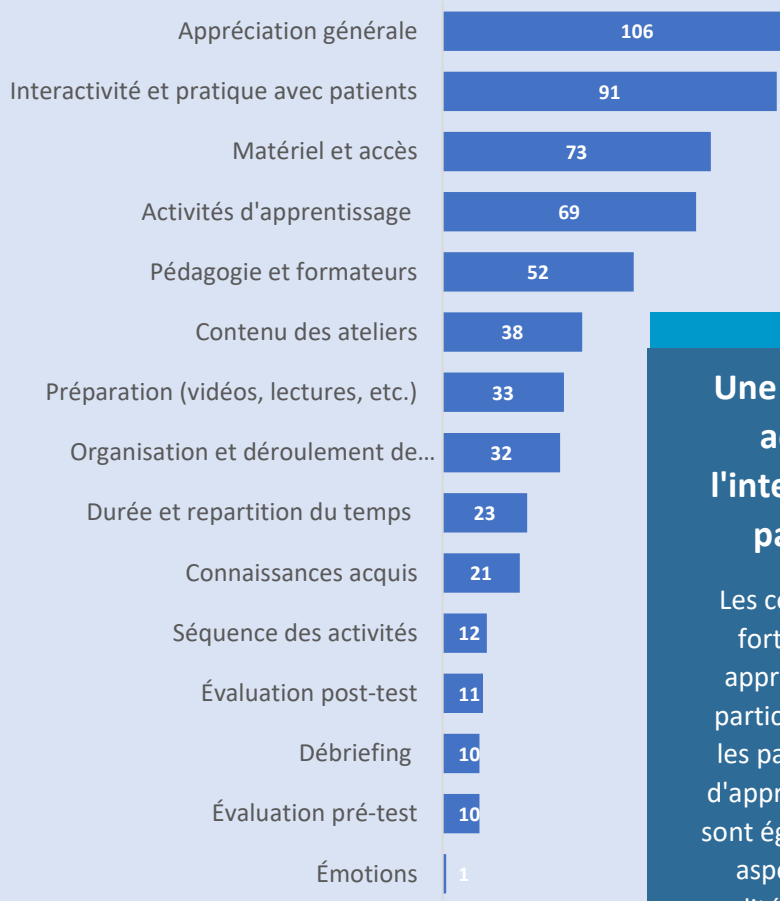 Appréciation générale 106
Interactivité et pratique avec patients 91
Matériel et accès 73
Activités d'apprentissage 69
Pédagogie et formateurs 52
Contenu des ateliers 38
Préparation (vidéos, lectures, etc.) 33
Organisation et déroulement de... 32
Durée et repartition du temps 23
Connaissances acquis 21
Séquence des activités 12
Évaluation post-test 11
Débriefing 10
Évaluation pré-test 10
Émotions 1
Une
l'inte
pa
Les c
fort
appr
partic
les pa
d'appr
sont ég
asp